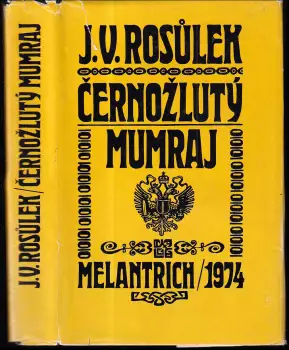 J.V. ROSŮLEK/ČERNOŽLUTÝ MUMRAJ
J.V. ROSŮLEK
ČERNOŽLUTÝ
MUMRAJ
MELANTRICH/1974